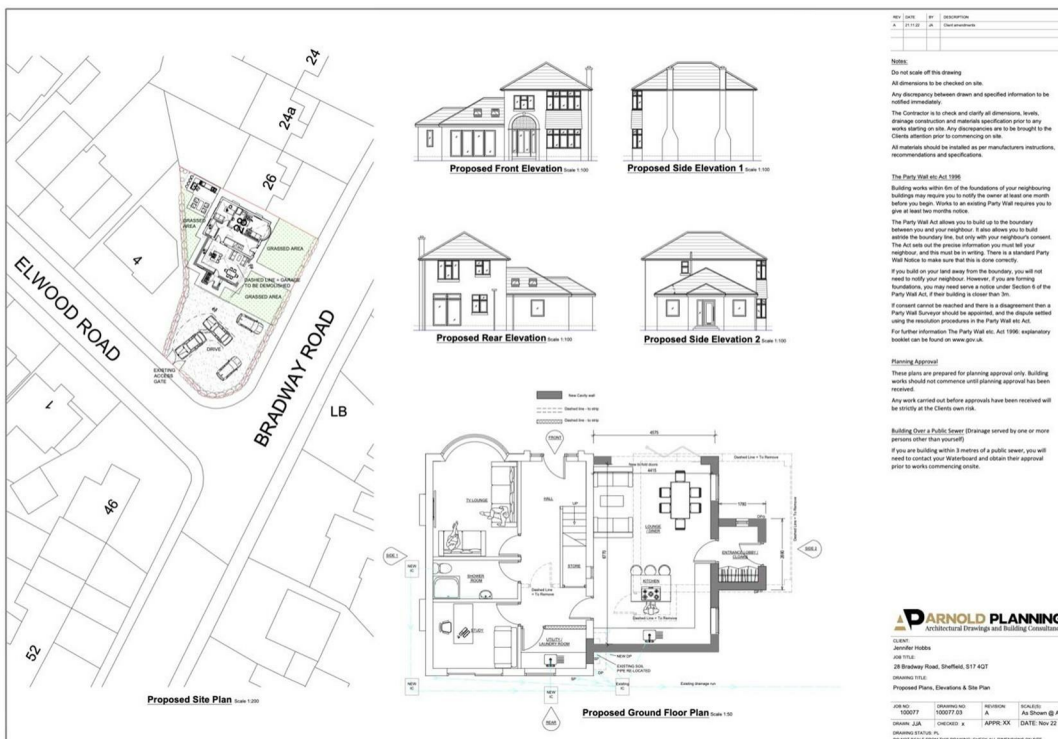 REV DATE BY DESCRIPTION
A 21.11.22 JA Client amendments
Notes:
Do not scale off this drawing
All dimensions to be checked on site.
Any discrepancy between drawn and specified information to be
notified immediately.
The Contractor is to check and clarify all dimensions, levels,
drainage construction and materials specification prior to any
works starting on site. Any discrepancies are to be brought to the
Clients attention prior to commencing on site.
All materials should be installed as per manufacturers instructions,
recommendations and specifications.
The Party Wall etc Act 1996
Building works within 6m of the foundations of your neighbouring
buildings may require you to notify the owner at least one month
before you begin. Works to an existing Party Wall requires you to
give at least two months notice.
The Party Wall Act allows you to build up to the boundary
between you and your neighbour. It also allows you to build
astride the boundary line, but only with your neighbour's consent.
The Act sets out the precise information you must tell your
neighbour, and this must be in writing. There is a standard Party
Wall Notice to make sure that this is done correctly.
If you build on your land away from the boundary, you will not
need to notify your neighbour. However, if you are forming
foundations, you may need serve a notice under Section 6 of the
Party Wall Act, if their building is closer than 3m.
If consent cannot be reached and there is a disagreement then a
Party Wall Surveyor should be appointed, and the dispute settled
using the resolution procedures in the Party Wall etc Act.
For further information The Party Wall etc. Act 1996: explanatory
booklet can be found on www.gov.uk.
Planning Approval
These plans are prepared for planning approval only. Building
works should not commence until planning approval has been
received.
Any work carried out before approvals have been received will
be strictly at the Clients own risk.
Building Over a Public Sewer (Drainage served by one or more
persons other than yourself)
If you are building within 3 metres of a public sewer, you will
need to contact your Waterboard and obtain their approval
prior to works commencing onsite.
24
24a
26
4
1
46
52
LB
ELWOOD ROAD
BRADWAY ROAD
GRASSED
AREA
GRASSED AREA
DASHED LINE = GARAGE
TO BE DEMOLISHED
GRASSED AREA
DRIVE
EXISTING
ACCESS
GATE
Proposed Site Plan Scale 1:200
Proposed Front Elevation Scale 1:100
Proposed Side Elevation 1 Scale 1:100
Proposed Rear Elevation Scale 1:100
Proposed Side Elevation 2 Scale 1:100
New Cavity wall
Dashed line - to strip
Dashed line - to strip
FRONT
4575
Dashed Line = To Remove
New bi-fold doors
4415
TV LOUNGE
HALL
UP
LOUNGE
/ DINER
1780
Dashed Line = To Remove
SIDE 1
SIDE 2
ENTRANCE LOBBY /
CLOAKS
NEW
IC
SHOWER
ROOM
STORE
Dashed Line
= To Remove
KITCHEN
Dashed Line = To Remove
STUDY
UTILITY /
LAUNDRY ROOM
NEW DP
EXISTING SOIL
PIPE RE-LOCATED
DP
NEW
IC
NEW
IC
Existing
IC
Existing drainage run
REAR
Proposed Ground Floor Plan Scale 1:50
ARNOLD PLANNING
Architectural Drawings and Building Consultanc
CLIENT:
Jennifer Hobbs
JOB TITLE:
28 Bradway Road, Sheffield, S17 4QT
DRAWING TITLE:
Proposed Plans, Elevations & Site Plan
JOB NO: DRAWING NO: REVISION: SCALE(S):
100077 100077.03 A As Shown @ A
DRAWN: JJA CHECKED: x APPR: XX DATE: Nov 22
DRAWING STATUS: PL